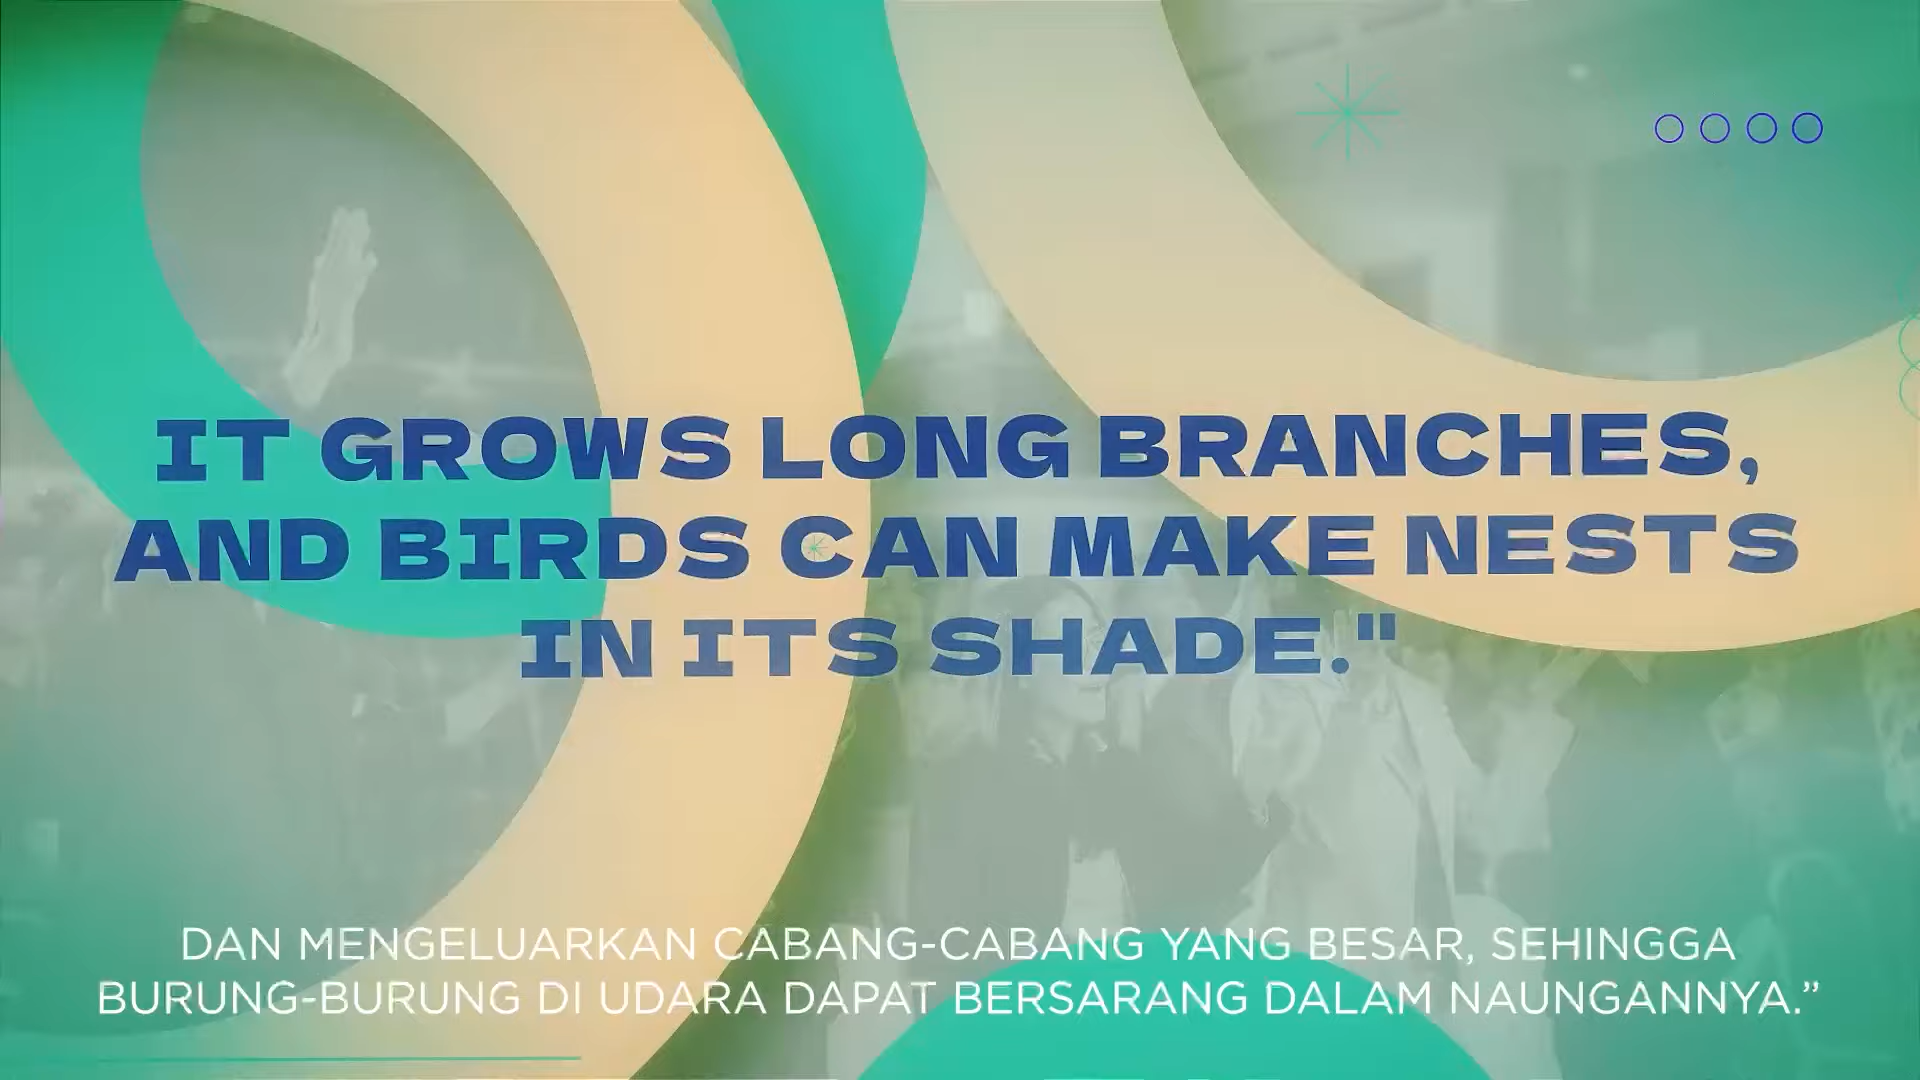 IT GROWS LONG BRANCHES,
AND BIRDS CAN MAKE NESTS
IN ITS SHADE."
DAN MENGELUARKAN CABANG-CABANG YANG BESAR, SEHINGGA
BURUNG-BURUNG DI UDARA DAPAT BERSARANG DALAM NAUNGANNYA.”